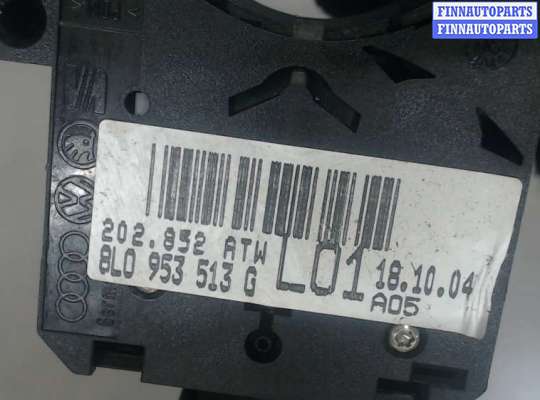 FINNAUTOPARTS
FINNAUTOPARTS
202.852 ATW
8L0 953 513 G
L01
18.10.04
A05